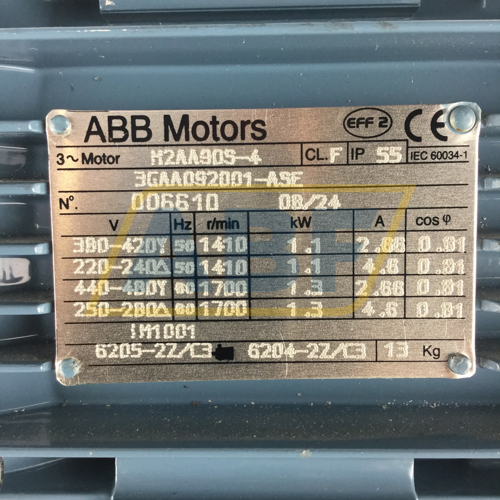 ABB Motors EFF 2 CE
3~Motor M2AA90S-4 CL.F IP 55 IEC 60034-1
3GAA092001-ASE
N°. 006610 08/24
V Hz r/min kW A cos φ
380-420Y 50 1410 1.1 2.66 0.81
220-240Δ 50 1410 1.1 4.6 0.81
440-480Y 60 1700 1.3 2.66 0.81
250-280Δ 60 1700 1.3 4.6 0.81
IM1001
6205-2Z/C3 6204-2Z/C3 13 Kg